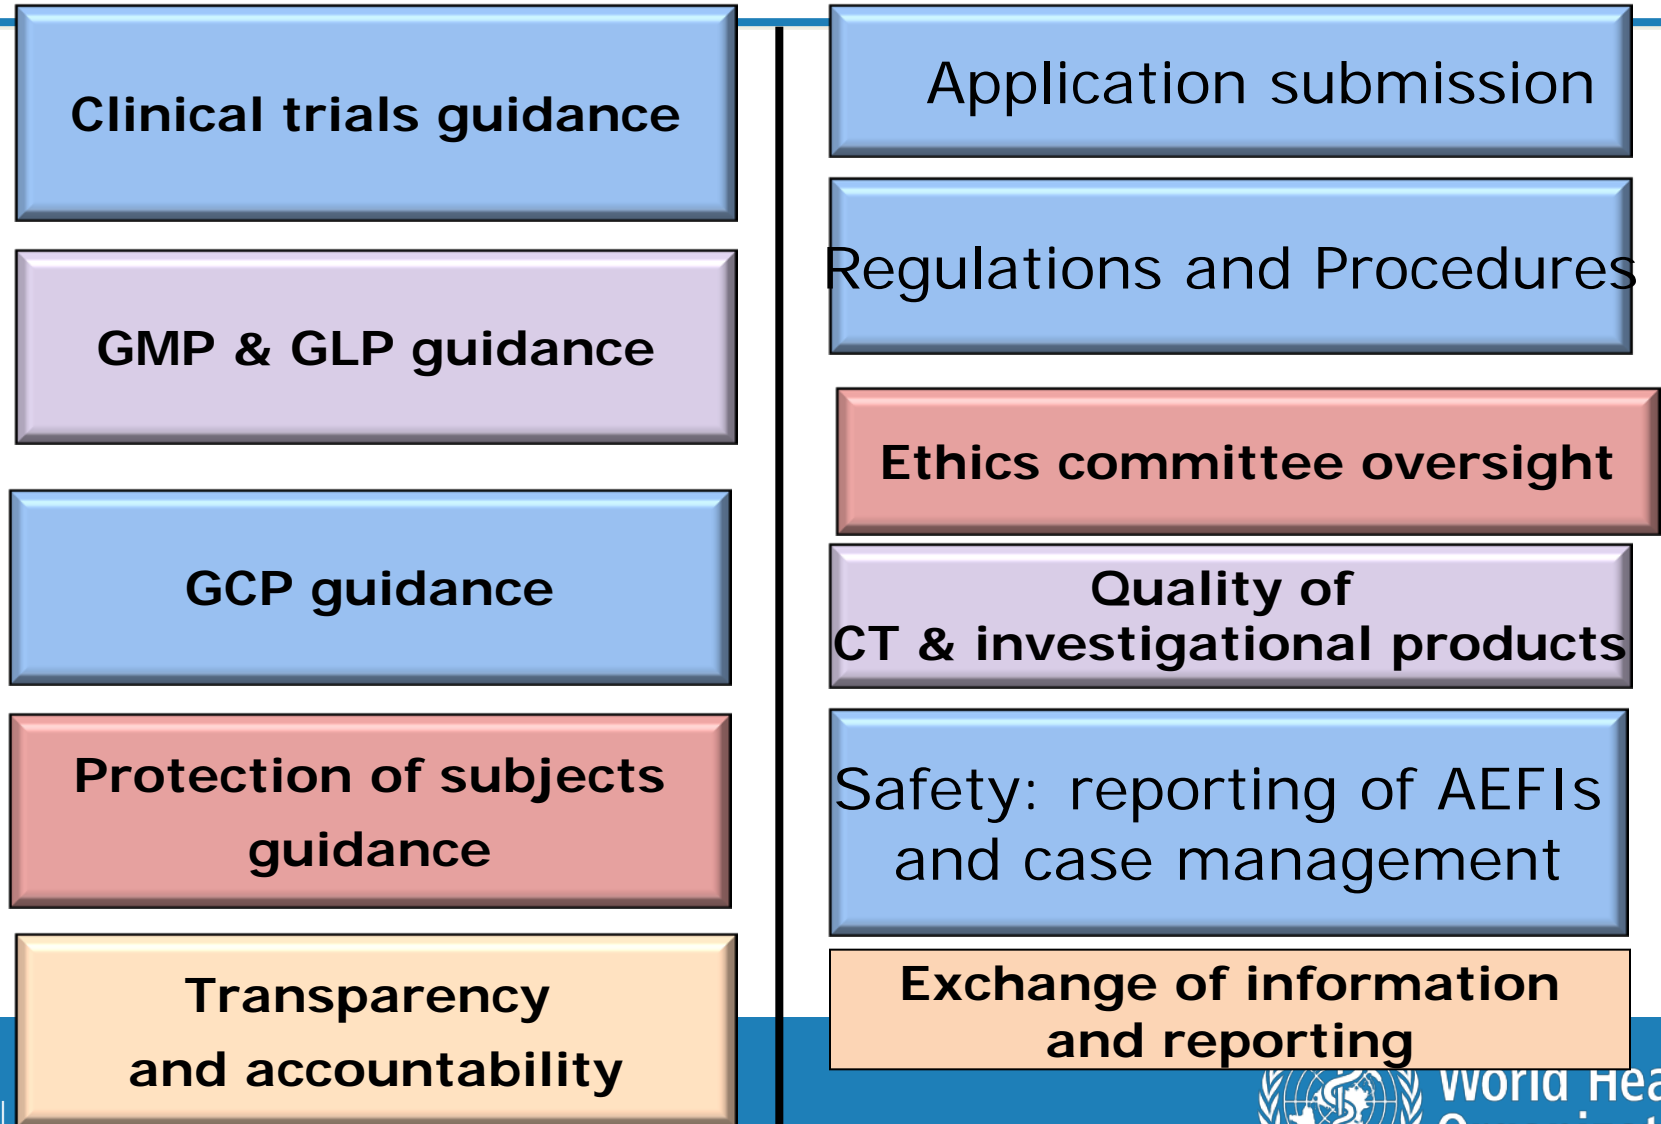 Clinical trials guidance
GMP & GLP guidance
GCP guidance
Protection of subjects
guidance
Transparency
and accountability
Application submission
Regulations and Procedures
Ethics committee oversight
Quality of
CT & investigational products
Safety: reporting of AEFIs
and case management
Exchange of information
and reporting
World